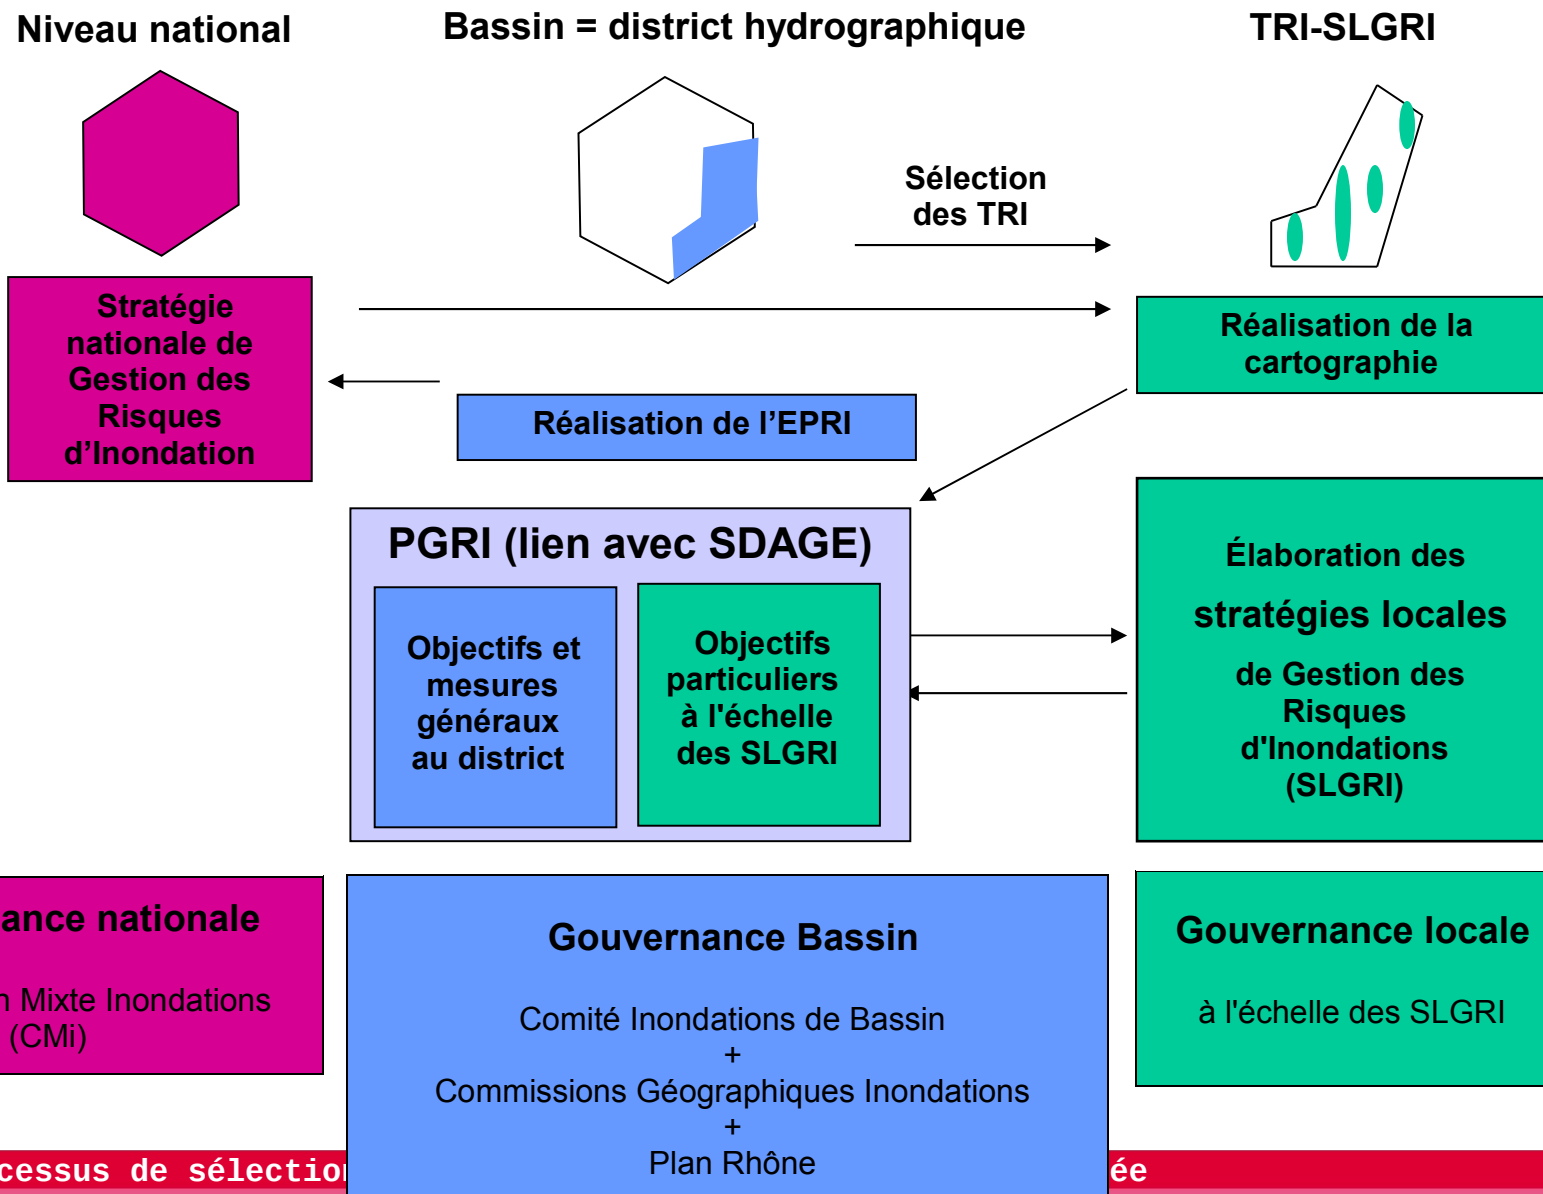 Niveau national
Bassin = district hydrographique
TRI-SLGRI
Sélection
des TRI
Stratégie
nationale de
Gestion des
Risques
d’Inondation
Réalisation de l’EPRI
Réalisation de la
cartographie
PGRI (lien avec SDAGE)
Objectifs et
mesures
généraux
au district
Objectifs
particuliers
à l'échelle
des SLGRI
Élaboration des
stratégies locales
de Gestion des
Risques
d'Inondations
(SLGRI)
ance nationale
n Mixte Inondations
(CMi)
Gouvernance Bassin
Comité Inondations de Bassin
+
Commissions Géographiques Inondations
+
Plan Rhône
Gouvernance locale
à l'échelle des SLGRI
cessus de sélection
ée